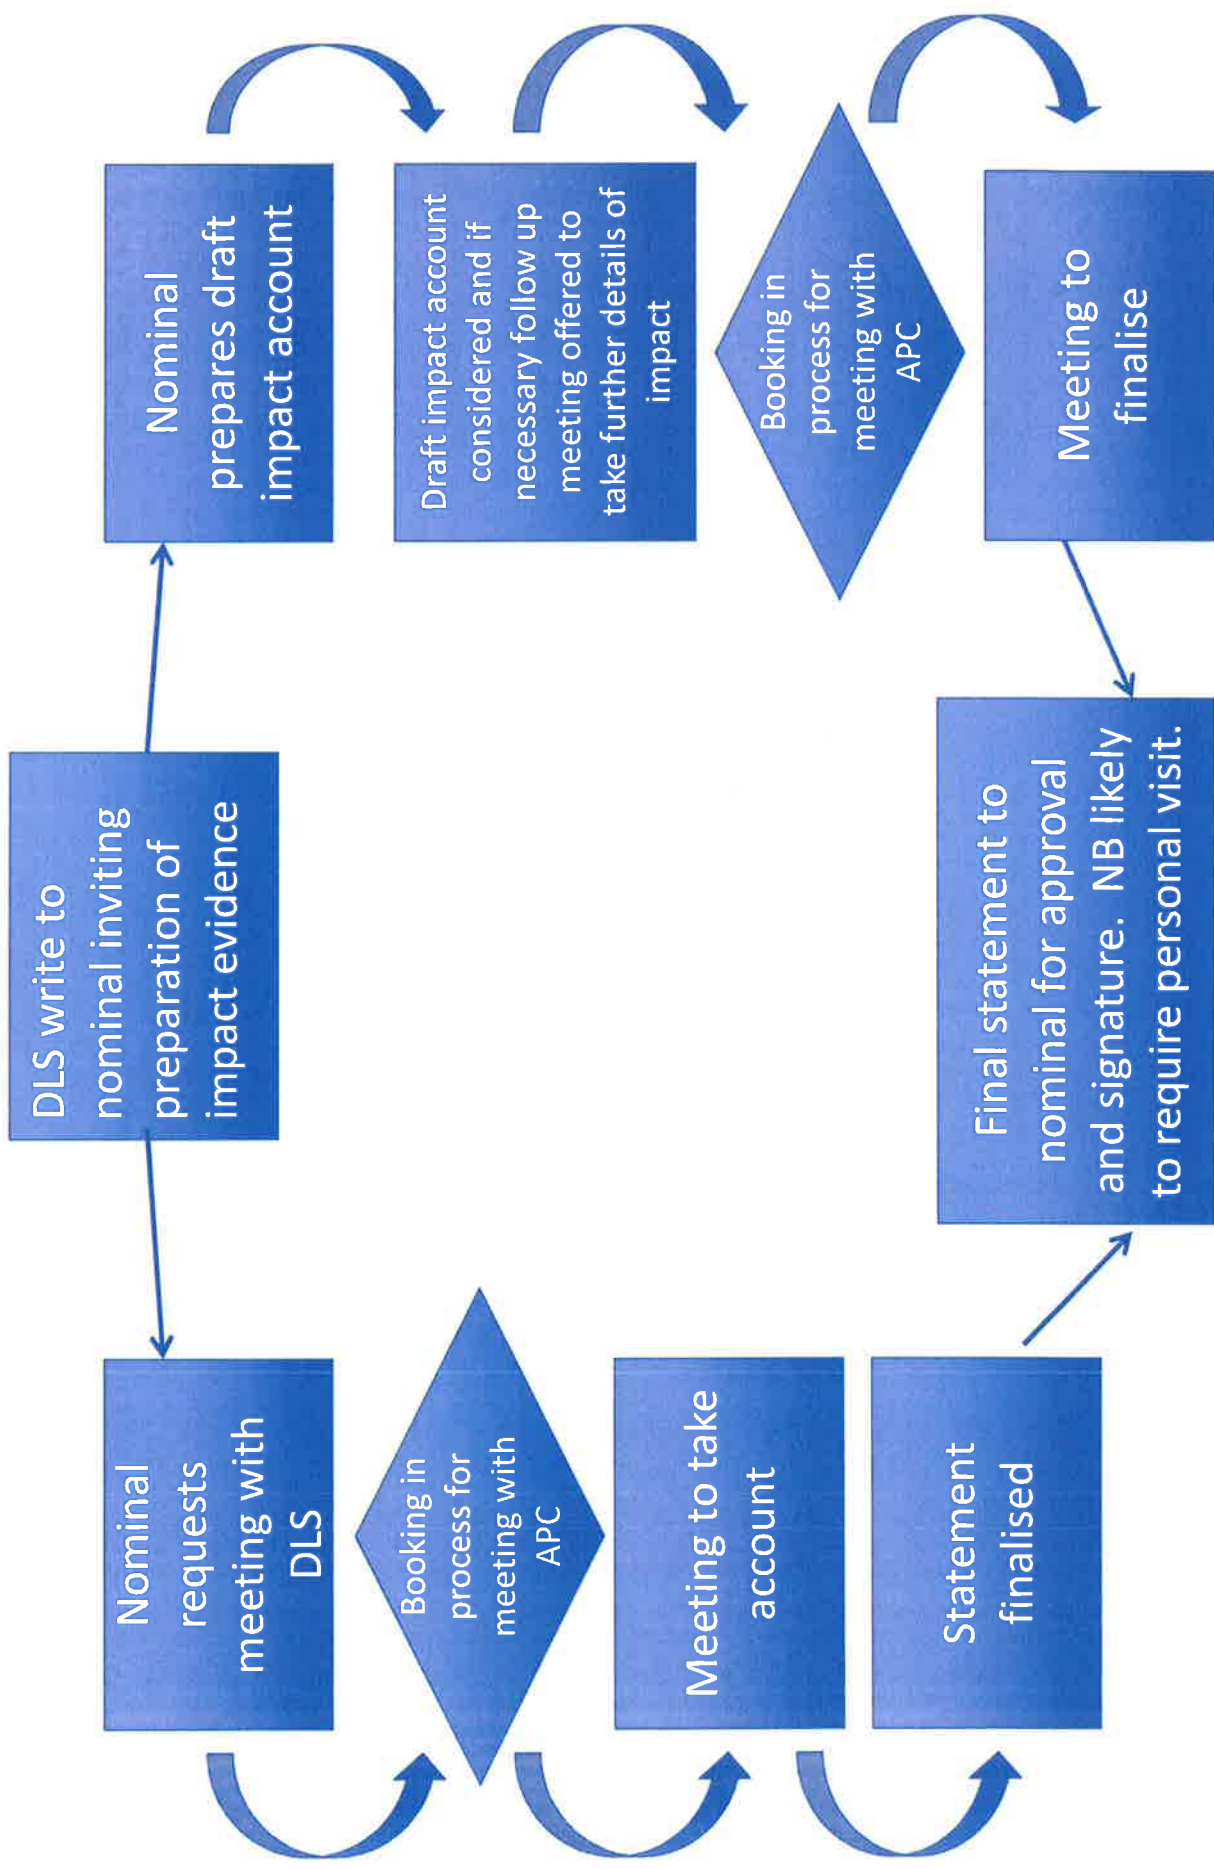 DLS write to
nominal inviting
preparation of
impact evidence
Nominal
requests
meeting with
DLS
Booking in
process for
meeting with
APC
Meeting to take
account
Statement
finalised
Nominal
prepares draft
impact account
Draft impact account
considered and if
necessary follow up
meeting offered to
take further details of
impact
Booking in
process for
meeting with
APC
Meeting to
finalise
Final statement to
nominal for approval
and signature.  NB likely
to require personal visit.